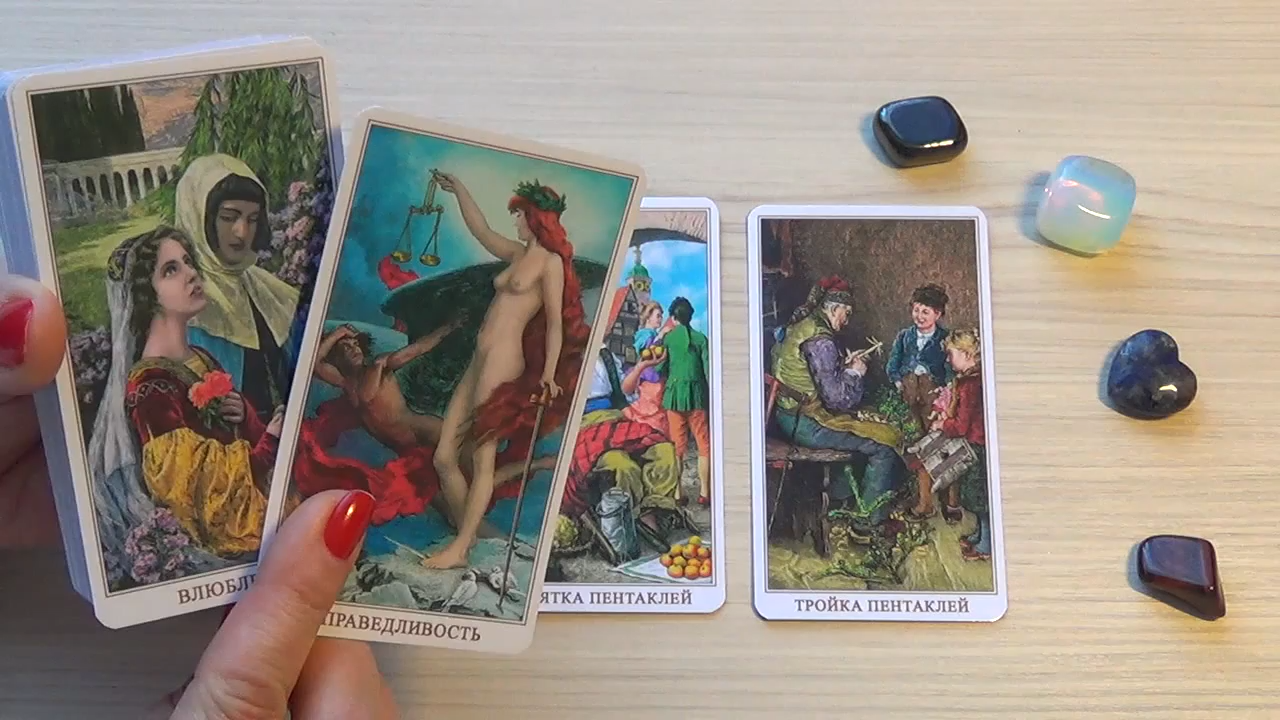 ВЛЮБЛ
ПРАВЕДЛИВОСТЬ
ЯТКА ПЕНТАКЛЕЙ
ТРОЙКА ПЕНТАКЛЕЙ